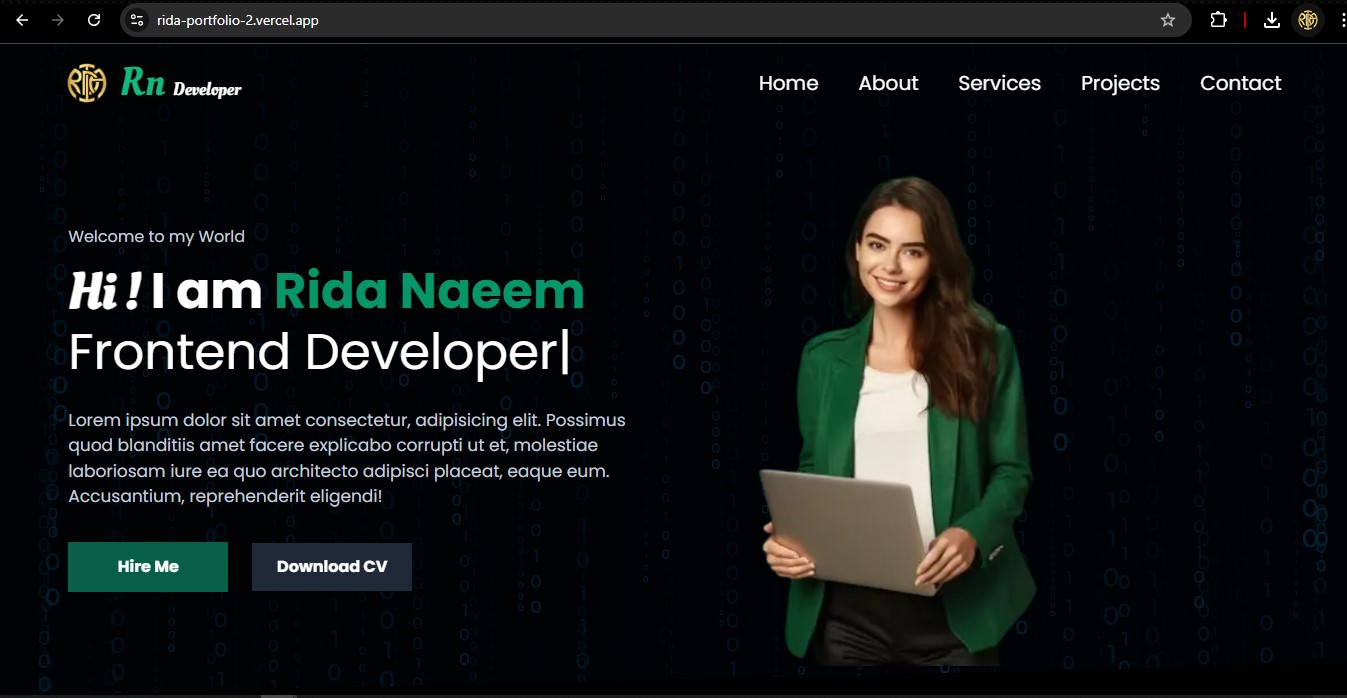 rida-portfolio-2.vercel.app
Rn Developer
Home About Services Projects Contact
Welcome to my World
Hi ! I am Rida Naeem
Frontend Developer|
Lorem ipsum dolor sit amet consectetur, adipisicing elit. Possimus
quod blanditiis amet facere explicabo corrupti ut et, molestiae
laboriosam iure ea quo architecto adipisci placeat, eaque eum.
Accusantium, reprehenderit eligendi!
Hire Me Download CV